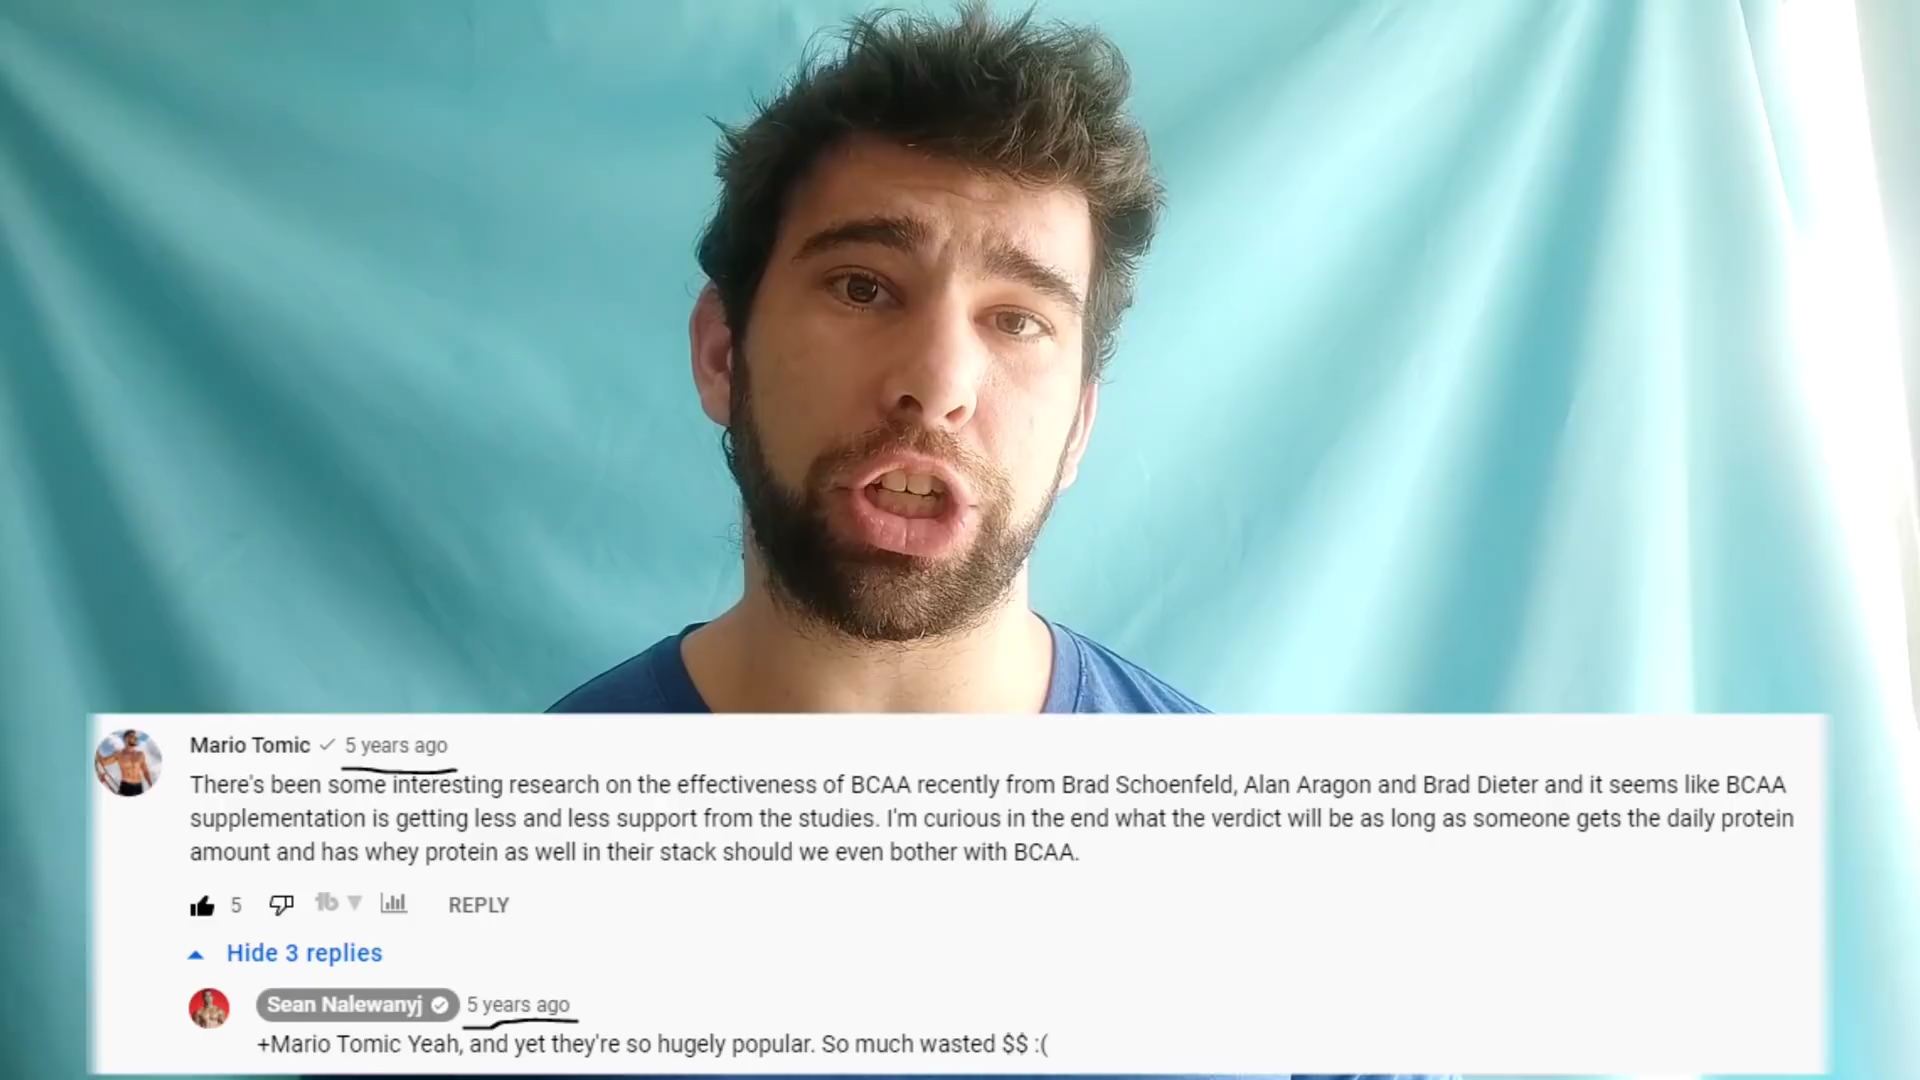 Mario Tomic 5 years ago
There's been some interesting research on the effectiveness of BCAA recently from Brad Schoenfeld, Alan Aragon and Brad Dieter and it seems like BCAA
supplementation is getting less and less support from the studies. I'm curious in the end what the verdict will be as long as someone gets the daily protein
amount and has whey protein as well in their stack should we even bother with BCAA.
5 tb REPLY
Hide 3 replies
Sean Nalewanyj 5 years ago
+Mario Tomic Yeah, and yet they're so hugely popular. So much wasted $$ :(